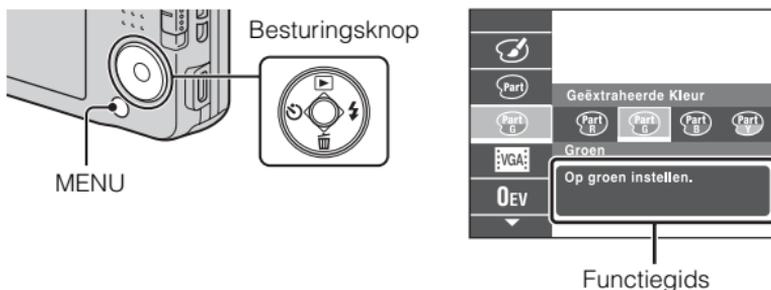 Besturingsknop
MENU
Part
Part
G
VGA
0EV
Geëxtraheerde Kleur
Part
R
Part
G
Part
B
Part
Y
Groen
Op groen instellen.
Functiegids